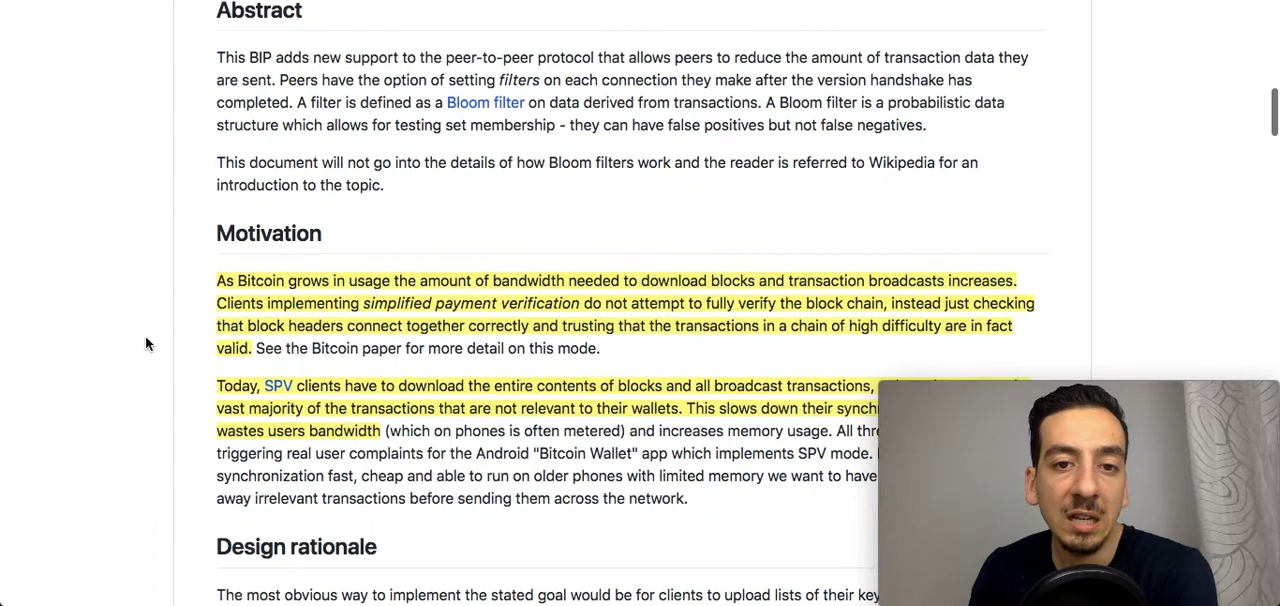 Abstract
This BIP adds new support to the peer-to-peer protocol that allows peers to reduce the amount of transaction data they
are sent. Peers have the option of setting filters on each connection they make after the version handshake has
completed. A filter is defined as a Bloom filter on data derived from transactions. A Bloom filter is a probabilistic data
structure which allows for testing set membership - they can have false positives but not false negatives.
This document will not go into the details of how Bloom filters work and the reader is referred to Wikipedia for an
introduction to the topic.
Motivation
As Bitcoin grows in usage the amount of bandwidth needed to download blocks and transaction broadcasts increases.
Clients implementing simplified payment verification do not attempt to fully verify the block chain, instead just checking
that block headers connect together correctly and trusting that the transactions in a chain of high difficulty are in fact
valid. See the Bitcoin paper for more detail on this mode.
Today, SPV clients have to download the entire contents of blocks and all broadcast transactions,
vast majority of the transactions that are not relevant to their wallets. This slows down their
wastes users bandwidth (which on phones is often metered) and increases memory usage. All
triggering real user complaints for the Android "Bitcoin Wallet" app which implements SPV mode.
synchronization fast, cheap and able to run on older phones with limited memory we want to have
away irrelevant transactions before sending them across the network.
Design rationale
The most obvious way to implement the stated goal would be for clients to upload lists of their